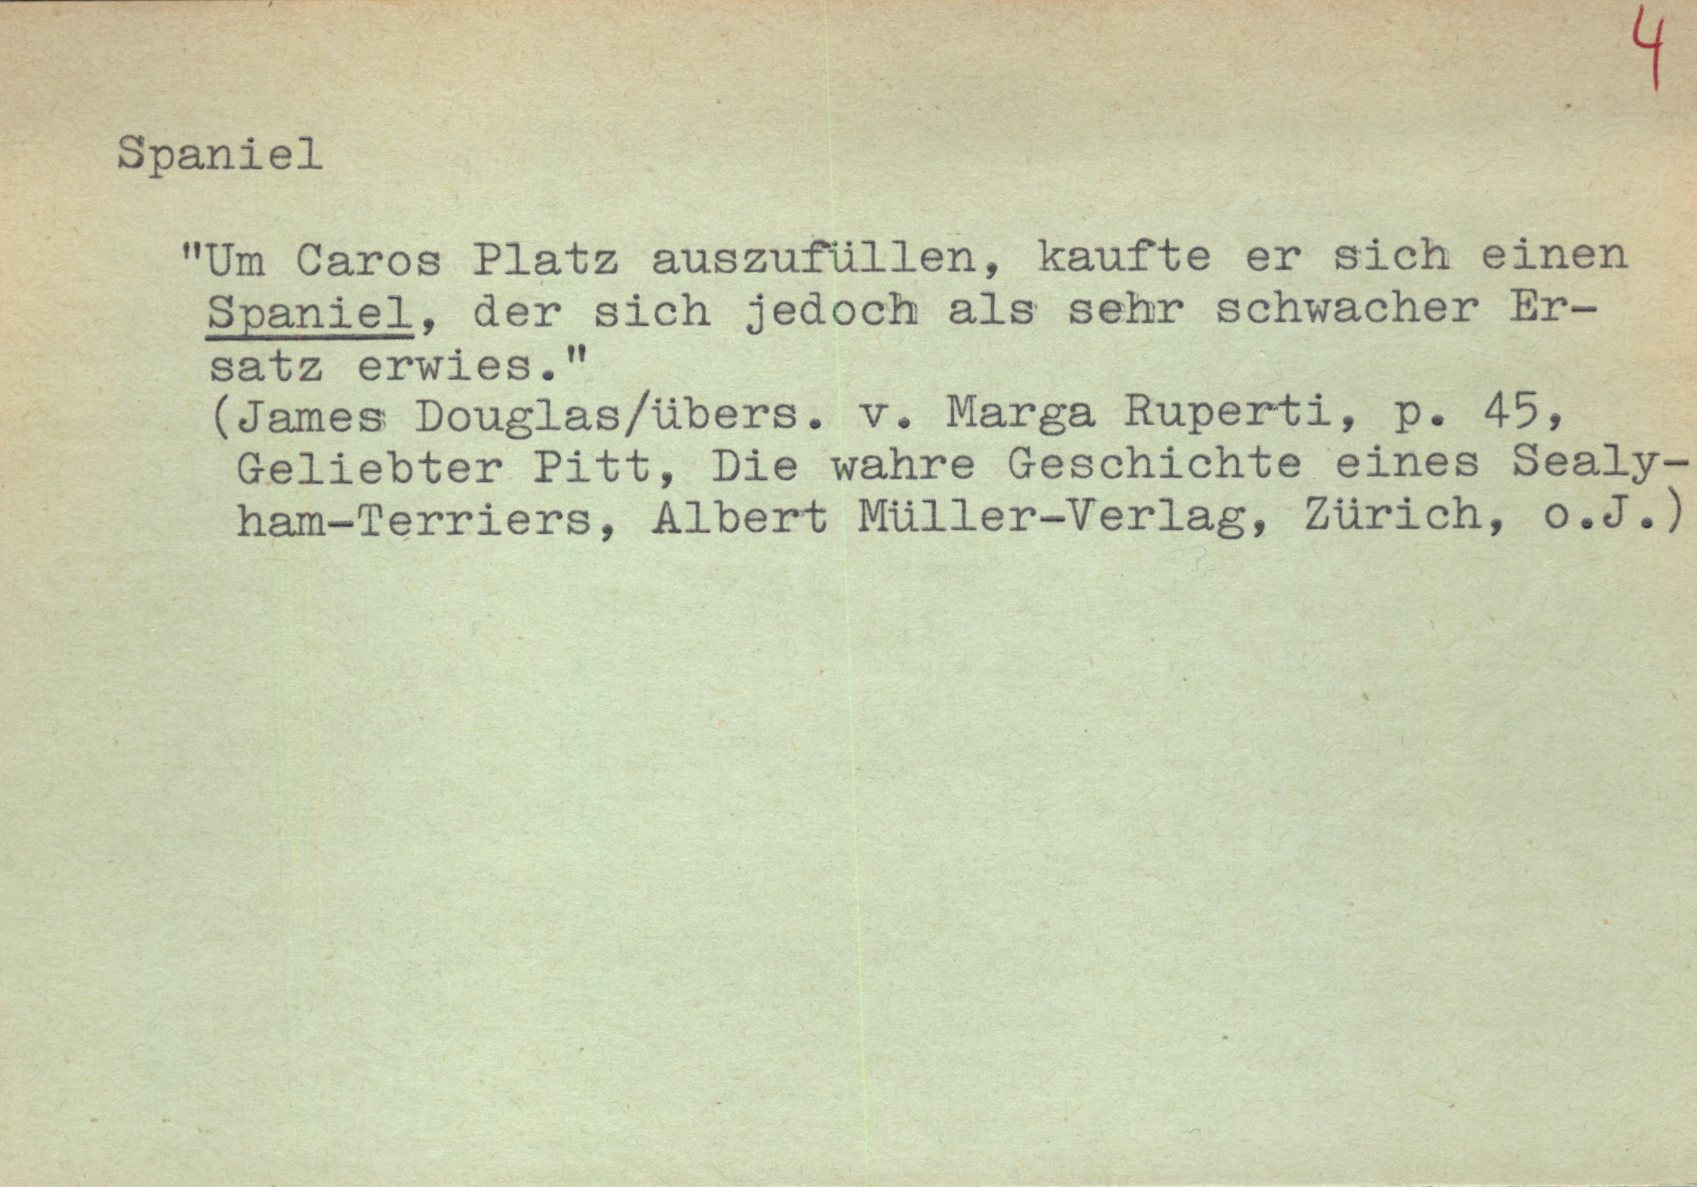 4
Spaniel
"Um Caros Platz auszufüllen, kaufte er sich einen
Spaniel, der sich jedoch als sehr schwacher Er-
satz erwies."
(James Douglas/übers. v. Marga Ruperti, p. 45,
Geliebter Pitt, Die wahre Geschichte eines Sealy-
ham-Terriers, Albert Müller-Verlag, Zürich, o.J.)